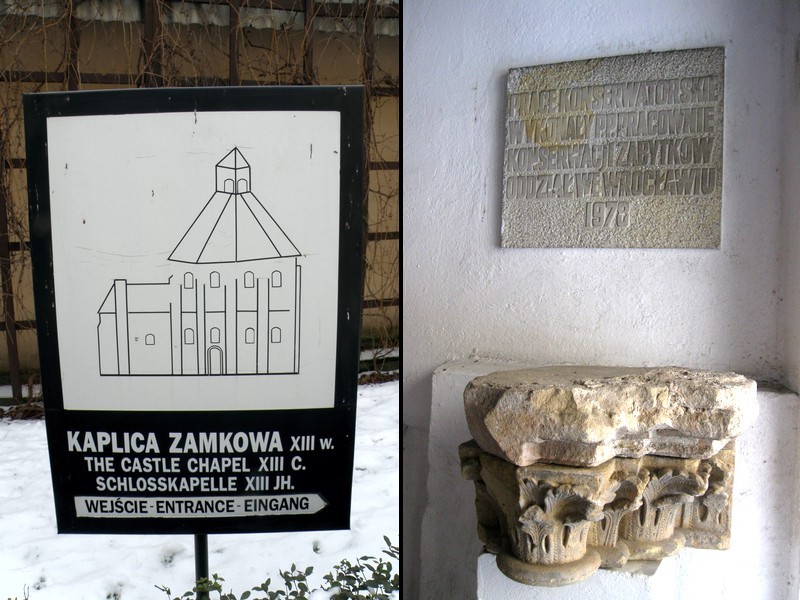 KAPLICA ZAMKOWA XIII w.
THE CASTLE CHAPEL XIII C.
SCHLOSSKAPELLE XIII JH.
WEJŚCIE - ENTRANCE - EINGANG
PRACE KONSERWATORSKIE
WYKONAŁY PP PRACOWNIE
KONSERWACJI ZABYTKÓW
ODDZIAŁ WE WROCŁAWIU